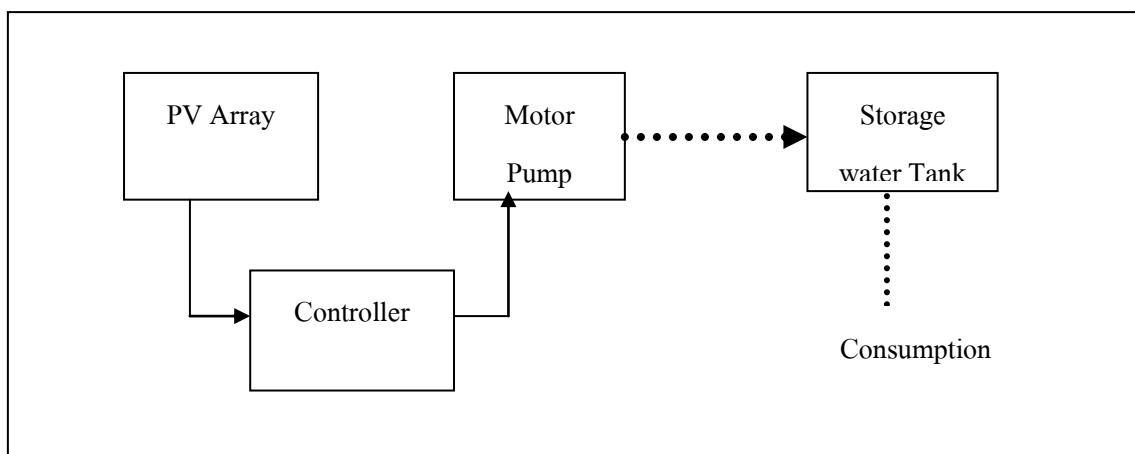 PV Array
Motor
Pump
Storage
water Tank
Controller
Consumption